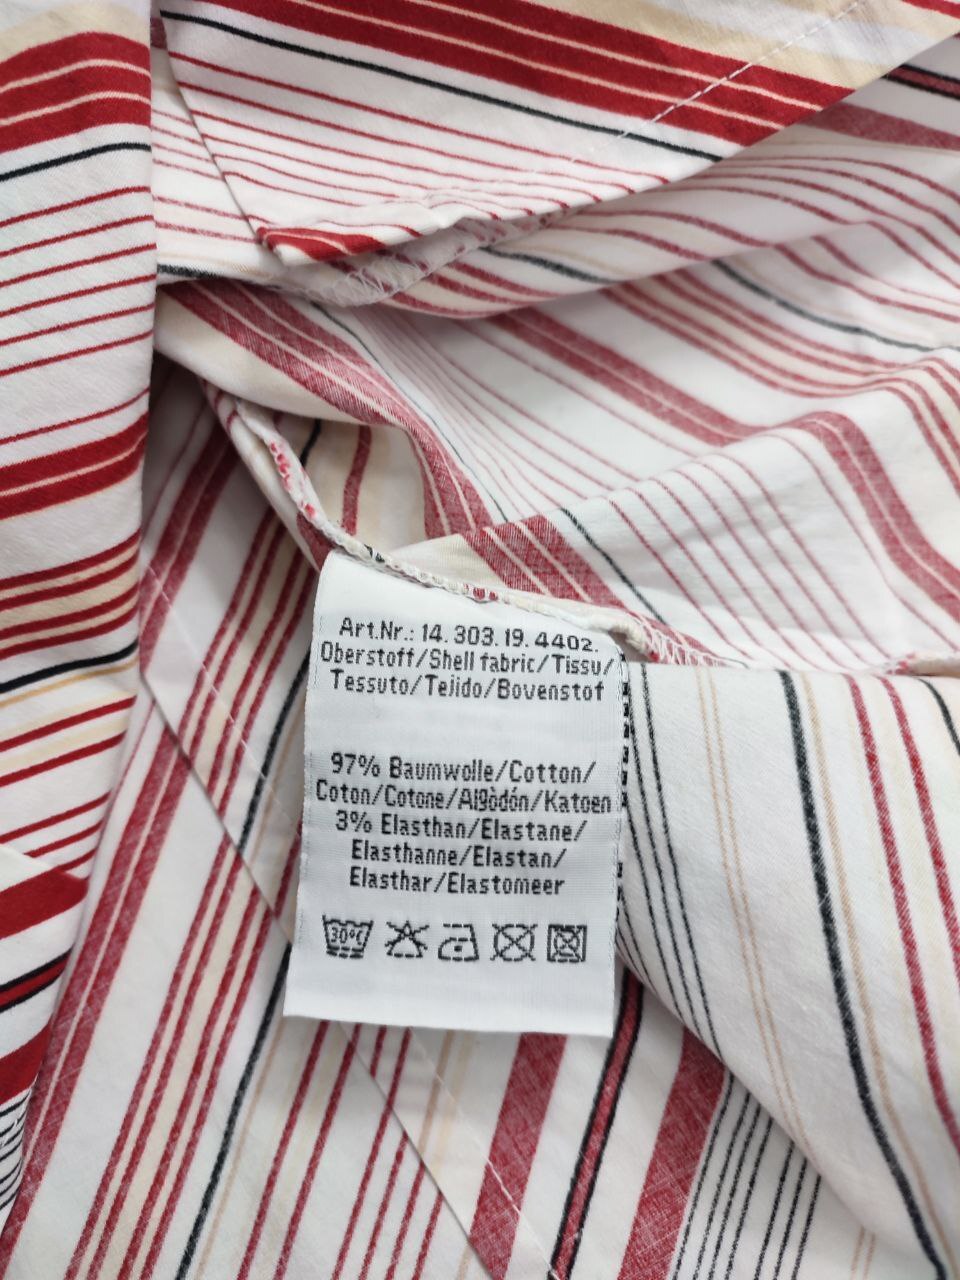 Art.Nr.: 14.303.19.4402.
Oberstoff/Shell fabric/Tissu/
Tessuto/Tejido/Bovenstof
97% Baumwolle/Cotton/
Coton/Cotone/Algòdón/Katoen
3% Elasthan/Elastane/
Elasthanne/Elastan/
Elasthar/Elastomeer
30°C